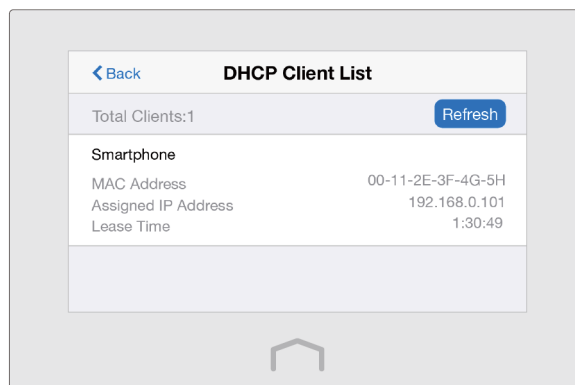 Back DHCP Client List
Total Clients:1 Refresh
Smartphone
MAC Address 00-11-2E-3F-4G-5H
Assigned IP Address 192.168.0.101
Lease Time 1:30:49